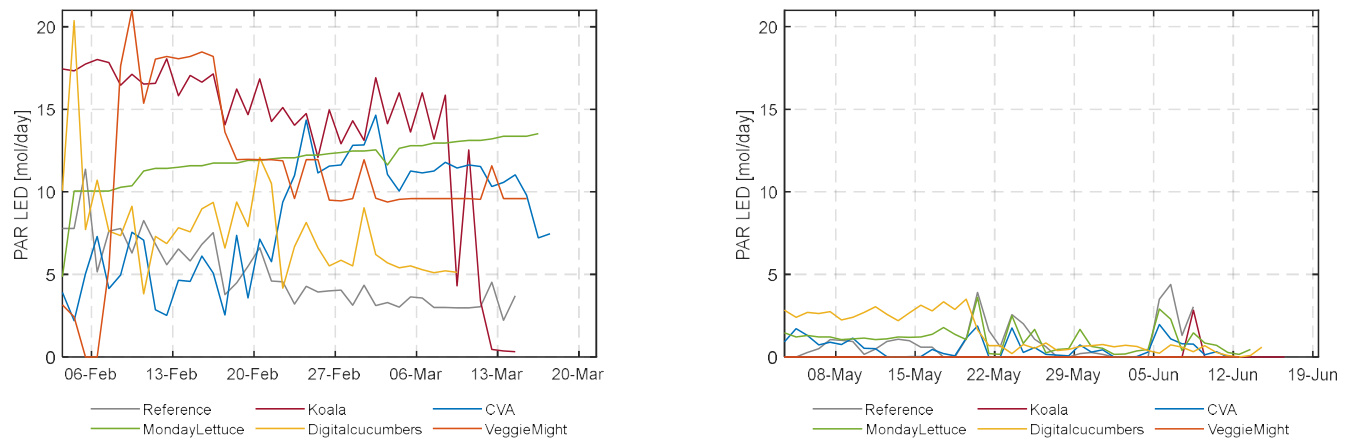 20
15
10
5
0
PAR LED [mol/day]
06-Feb 13-Feb 20-Feb 27-Feb 06-Mar 13-Mar 20-Mar
Reference Koala CVA
MondayLettuce Digitalcucumbers VeggieMight
20
15
10
5
0
PAR LED [mol/day]
08-May 15-May 22-May 29-May 05-Jun 12-Jun 19-Jun
Reference Koala CVA
MondayLettuce Digitalcucumbers VeggieMight